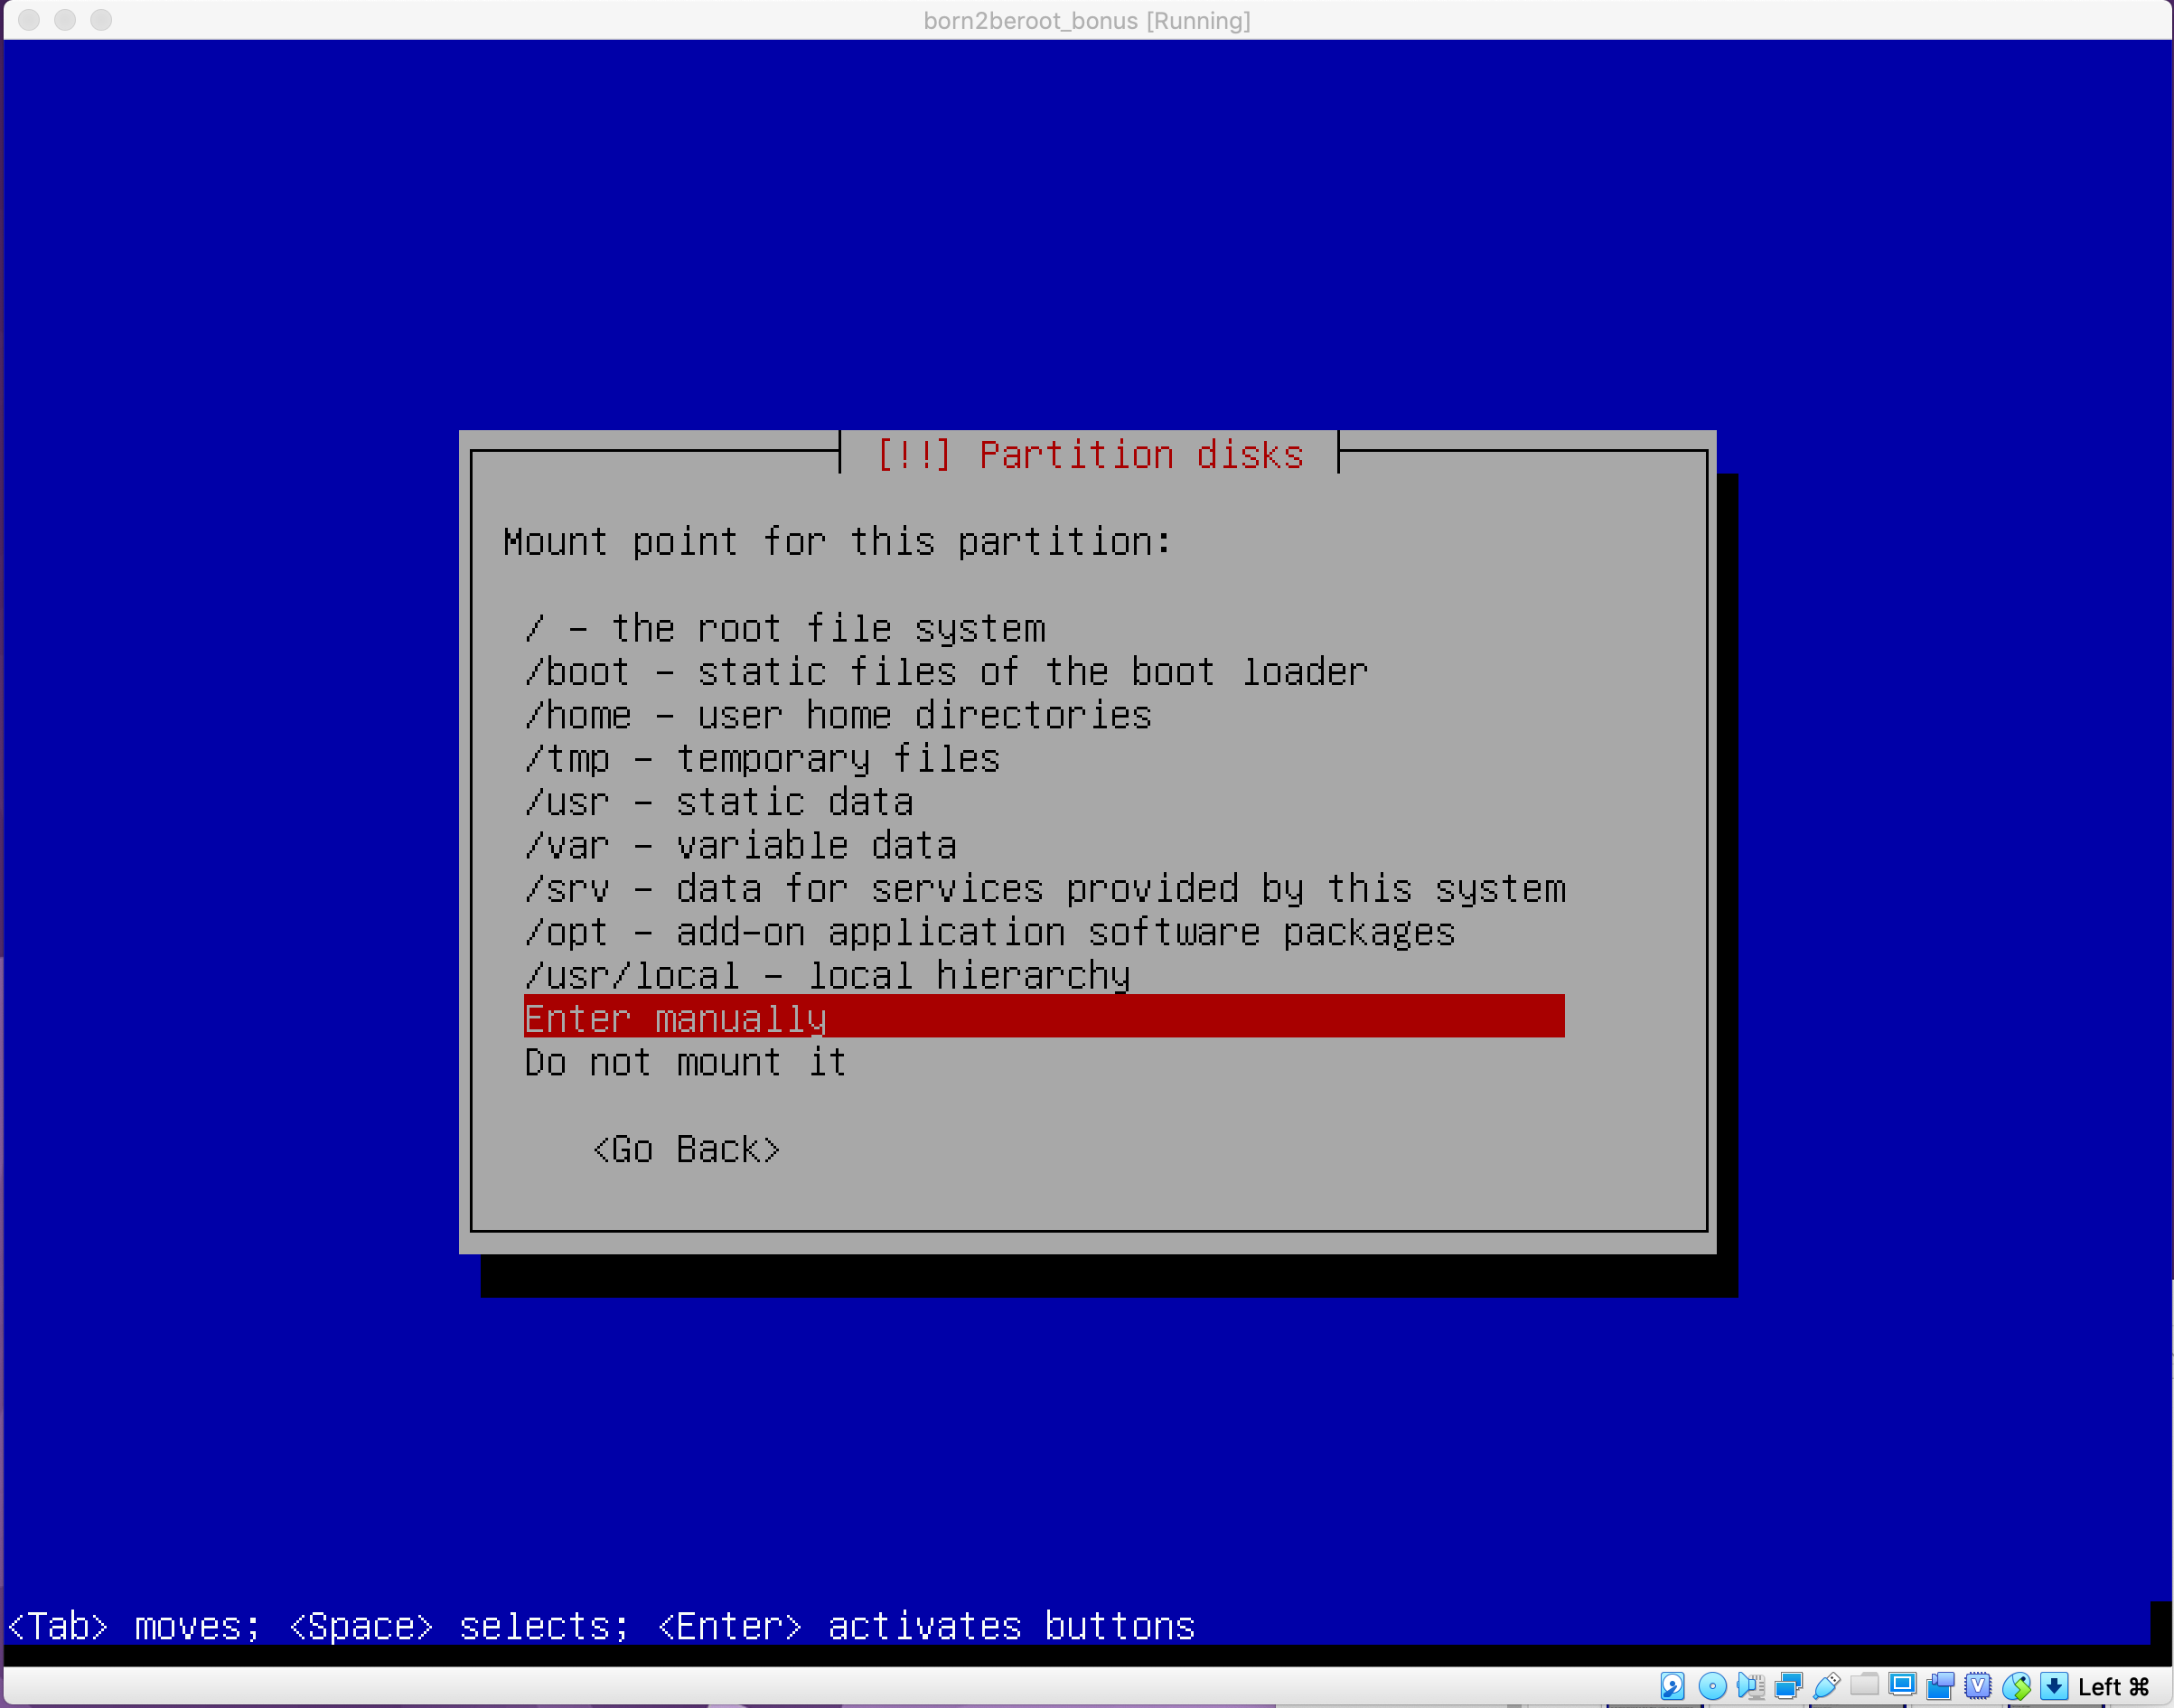 born2beroot_bonus [Running]
[!!] Partition disks
Mount point for this partition:
/ - the root file system
/boot - static files of the boot loader
/home - user home directories
/tmp - temporary files
/usr - static data
/var - variable data
/srv - data for services provided by this system
/opt - add-on application software packages
/usr/local - local hierarchy
Enter manually
Do not mount it
<Go Back>
<Tab> moves; <Space> selects; <Enter> activates buttons
Left ⌘